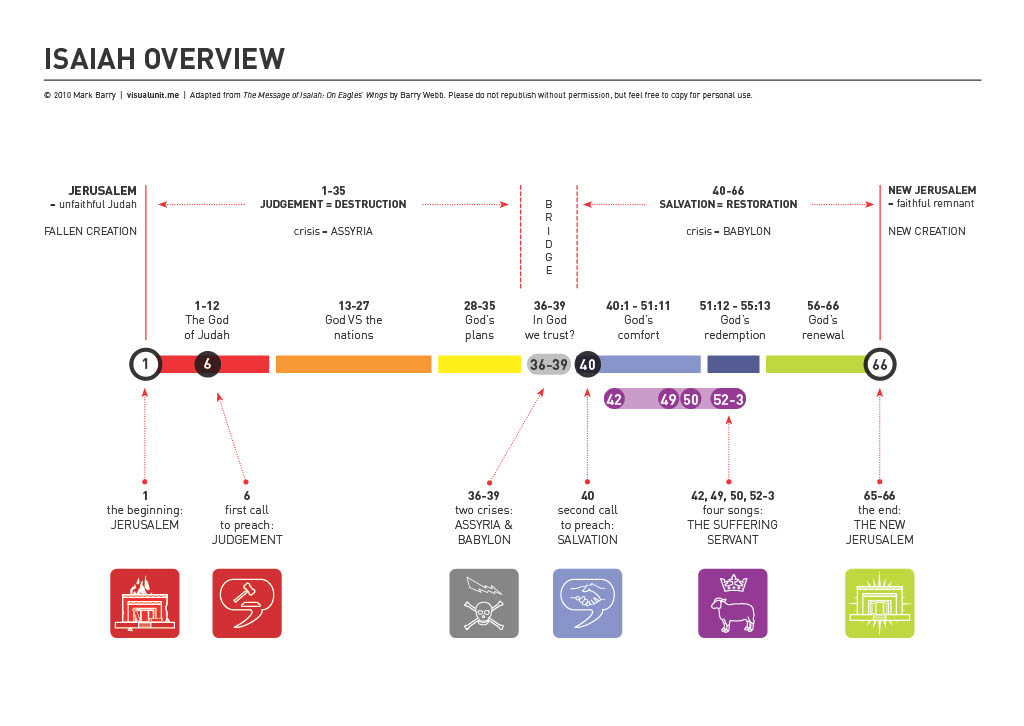 ISAIAH OVERVIEW
© 2010 Mark Barry | visualunit.me | Adapted from The Message of Isaiah: On Eagles' Wings by Barry Webb. Please do not republish without permission, but feel free to copy for personal use.
JERUSALEM
= unfaithful Judah
FALLEN CREATION
1-35
JUDGEMENT = DESTRUCTION
crisis = ASSYRIA
B
R
I
D
G
E
40-66
SALVATION = RESTORATION
crisis = BABYLON
NEW JERUSALEM
= faithful remnant
NEW CREATION
1-12
The God
of Judah
13-27
God VS the
nations
28-35
God's
plans
36-39
In God
we trust?
40:1 - 51:11
God's
comfort
51:12 - 55:13
God's
redemption
56-66
God's
renewal
1
6
36-39
40
66
42
49
50
52-3
1
the beginning:
JERUSALEM
6
first call
to preach:
JUDGEMENT
36-39
two crises:
ASSYRIA &
BABYLON
40
second call
to preach:
SALVATION
42, 49, 50, 52-3
four songs:
THE SUFFERING
SERVANT
65-66
the end:
THE NEW
JERUSALEM